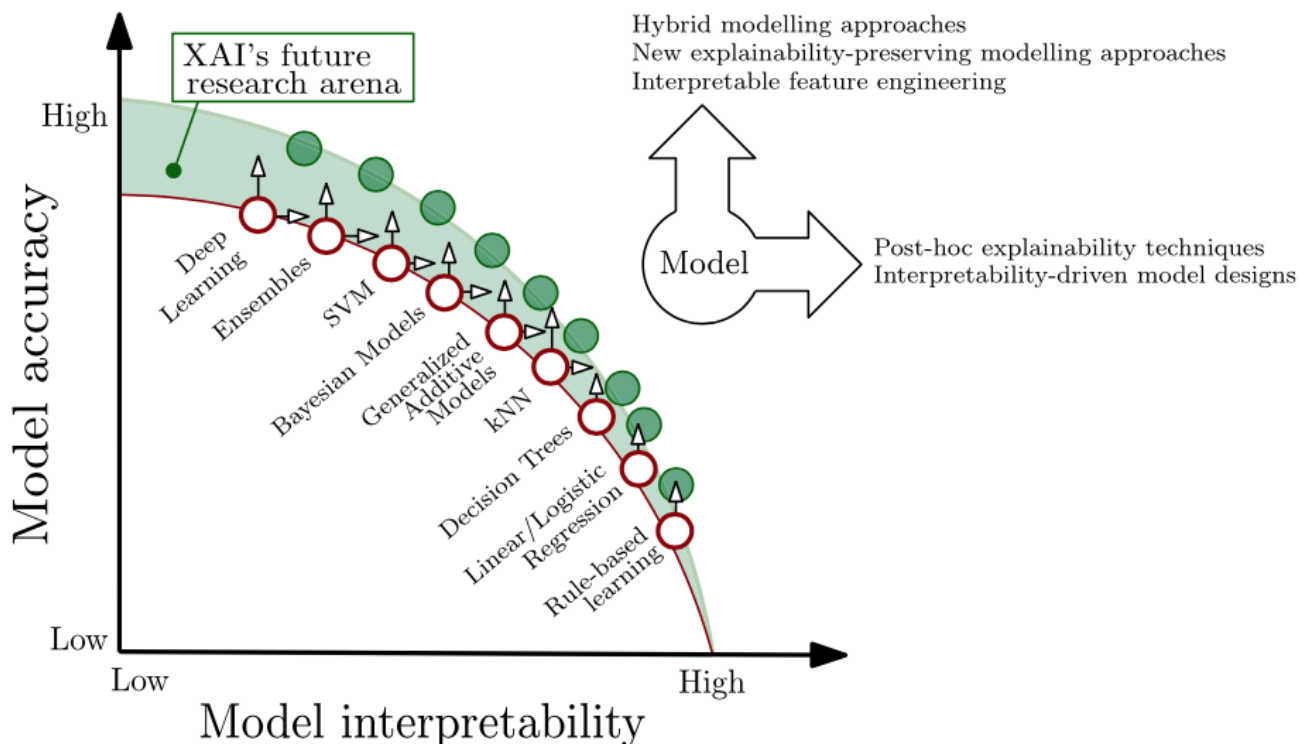 XAI's future
research arena
High
Model accuracy
Low
Low
High
Model interpretability
Deep
Learning
Ensembles
SVM
Bayesian Models
Generalized
Additive
Models
kNN
Decision Trees
Linear/Logistic
Regression
Rule-based
learning
Hybrid modelling approaches
New explainability-preserving modelling approaches
Interpretable feature engineering
Model
Post-hoc explainability techniques
Interpretability-driven model designs